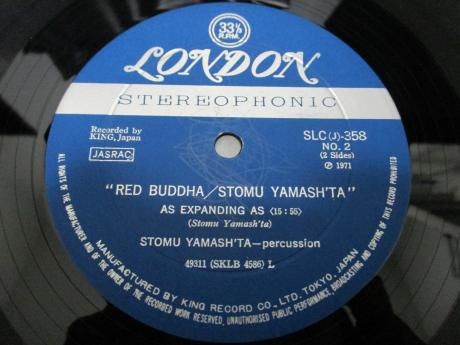 33⅓
R.P.M.
LONDON
STEREOPHONIC
Recorded by
KING, Japan
JASRAC
SLC(J)-358
NO. 2
(2 Sides)
Ⓟ 1971
"RED BUDDHA/STOMU YAMASH'TA"
AS EXPANDING AS (15:55)
(Stomu Yamash'ta)
STOMU YAMASH'TA—percussion
49311 (SKLB 4586) L
MANUFACTURED BY KING RECORD CO., LTD. TOKYO, JAPAN
ALL RIGHTS OF THE MANUFACTURER AND OF THE OWNER OF THE RECORDED WORK RESERVED. UNAUTHORISED PUBLIC PERFORMANCE, BROADCASTING AND COPYING OF THIS RECORD PROHIBITED